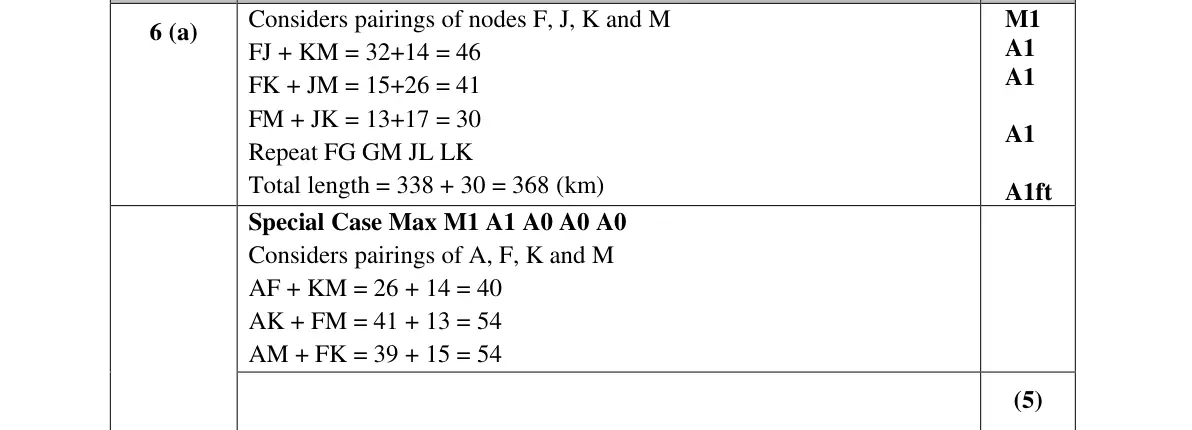 6 (a)
Considers pairings of nodes F, J, K and M
M1
FJ + KM = 32+14 = 46
A1
FK + JM = 15+26 = 41
A1
FM + JK = 13+17 = 30
A1
Repeat FG GM JL LK
Total length = 338 + 30 = 368 (km)
A1ft
Special Case Max M1 A1 A0 A0 A0
Considers pairings of A, F, K and M
AF + KM = 26 + 14 = 40
AK + FM = 41 + 13 = 54
AM + FK = 39 + 15 = 54
(5)